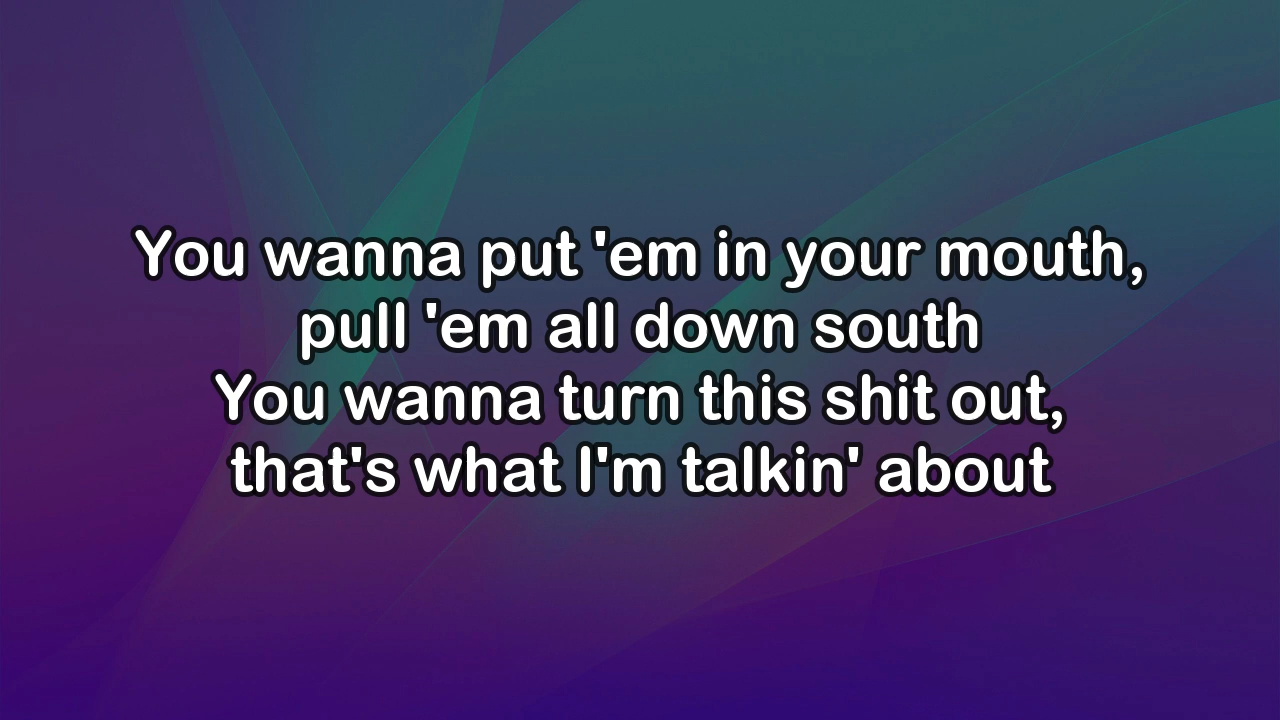 You wanna put 'em in your mouth,
pull 'em all down south
You wanna turn this shit out,
that's what I'm talkin' about